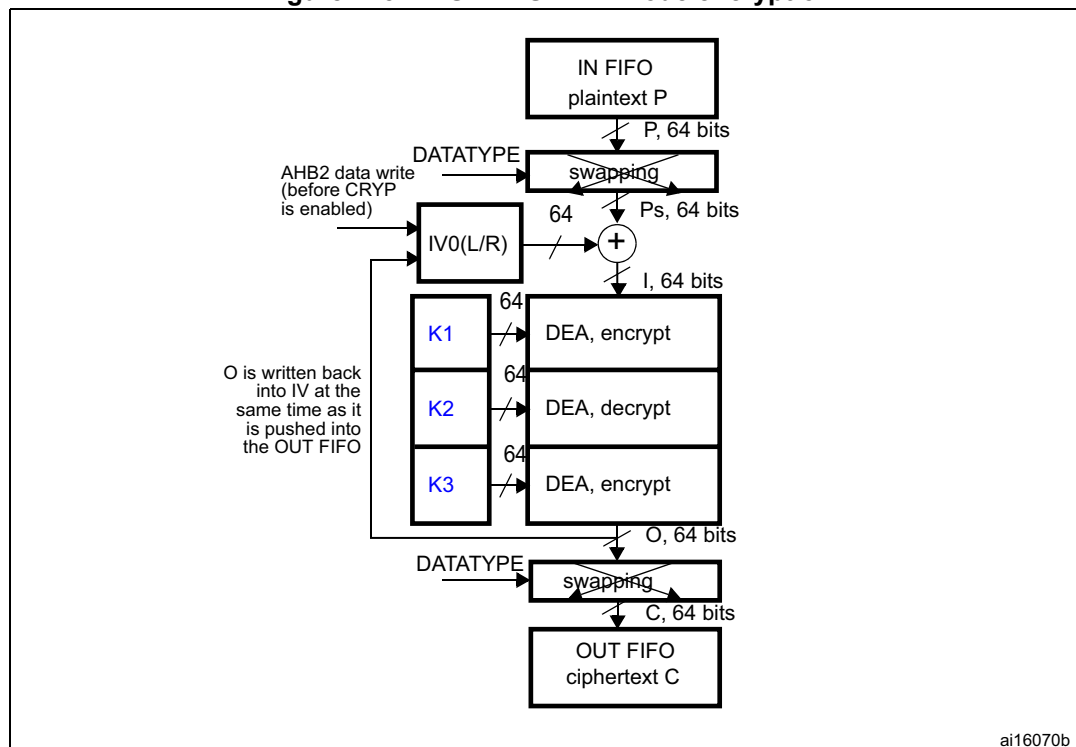 IN FIFO
plaintext P
P, 64 bits
DATATYPE
swapping
AHB2 data write
(before CRYP
is enabled)
Ps, 64 bits
64
IV0(L/R)
+
I, 64 bits
64
K1
DEA, encrypt
64
K2
DEA, decrypt
O is written back
into IV at the
same time as it
is pushed into
the OUT FIFO
64
K3
DEA, encrypt
O, 64 bits
DATATYPE
swapping
C, 64 bits
OUT FIFO
ciphertext C
ai16070b